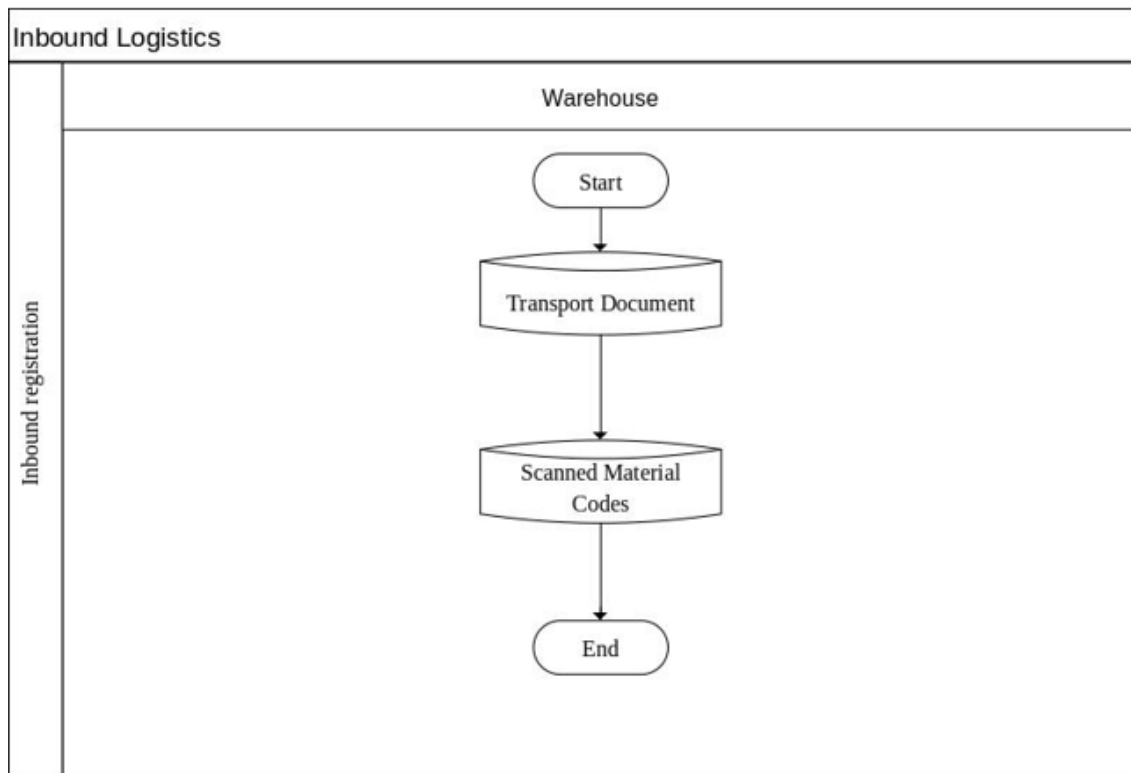 Inbound Logistics
Warehouse
Inbound registration
Start
Transport Document
Scanned Material
Codes
End